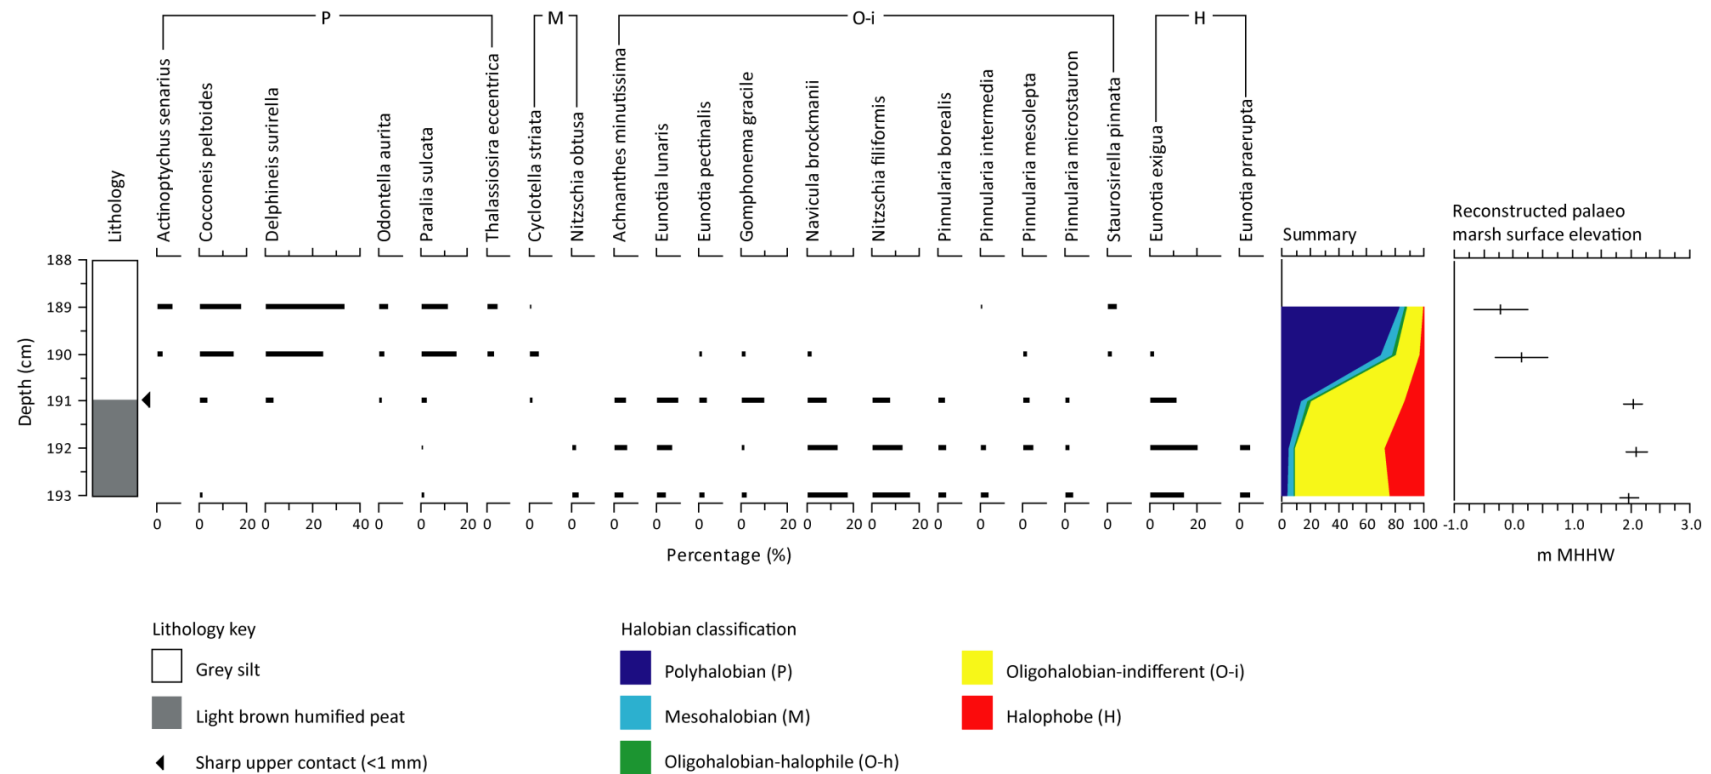 P M O-i H
Lithology
Actinoptychus senarius
Cocconeis peltoides
Delphineis surirella
Odontella aurita
Paralia sulcata
Thalassiosira eccentrica
Cyclotella striata
Nitzschia obtusa
Achnanthes minutissima
Eunotia lunaris
Eunotia pectinalis
Gomphonema gracile
Navicula brockmanii
Nitzschia filiformis
Pinnularia borealis
Pinnularia intermedia
Pinnularia mesolepta
Pinnularia microstauron
Staurosirella pinnata
Eunotia exigua
Eunotia praerupta
Summary
Reconstructed palaeo
marsh surface elevation
Depth (cm)
188
189
190
191
192
193
0 0 20 0 20 40 0 0 20 0 0 0 0 0 0 0 20 0 20 0 20 0 0 0 0 0 0 20 0 0 20 40 60 80 100 -1.0 0.0 1.0 2.0 3.0
Percentage (%)
m MHHW
Lithology key
Grey silt
Light brown humified peat
Sharp upper contact (<1 mm)
Halobian classification
Polyhalobian (P)
Mesohalobian (M)
Oligohalobian-halophile (O-h)
Oligohalobian-indifferent (O-i)
Halophobe (H)